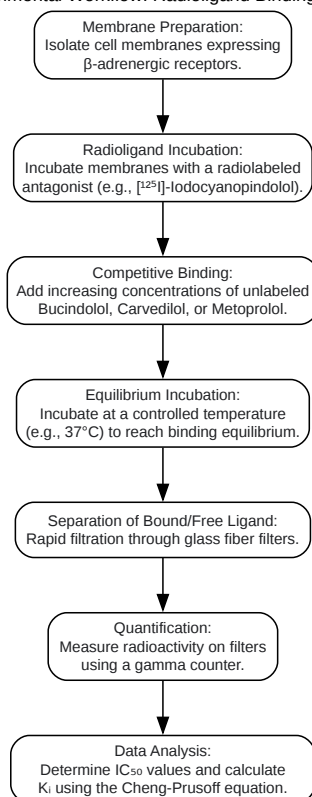 Workflow: Radioligand Binding
Membrane Preparation:
Isolate cell membranes expressing
β-adrenergic receptors.
Radioligand Incubation:
Incubate membranes with a radiolabeled
antagonist (e.g., [¹²⁵I]-Iodocyanopindolol).
Competitive Binding:
Add increasing concentrations of unlabeled
Bucindolol, Carvedilol, or Metoprolol.
Equilibrium Incubation:
Incubate at a controlled temperature
(e.g., 37°C) to reach binding equilibrium.
Separation of Bound/Free Ligand:
Rapid filtration through glass fiber filters.
Quantification:
Measure radioactivity on filters
using a gamma counter.
Data Analysis:
Determine IC₅₀ values and calculate
Kᵢ using the Cheng-Prusoff equation.